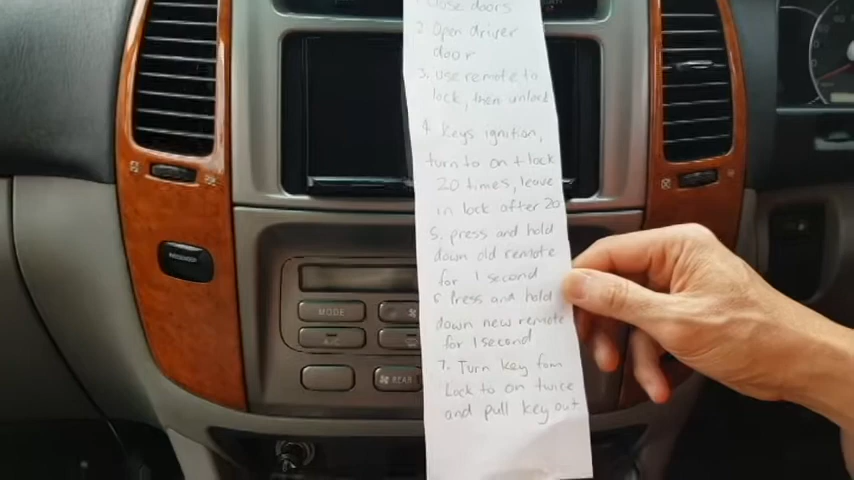 Close doors
2. Open driver
door
3. use remote to
lock, then unlock
4 Keys ignition,
turn to on + lock
20 times, leave
in lock after 20
5. press and hold
down old remote
for 1 second
6 Press and hold
down new remote
for 1 second
7. Turn key from
Lock to on twice
and pull key out.
PASSENGER
MODE
A/C
REAR